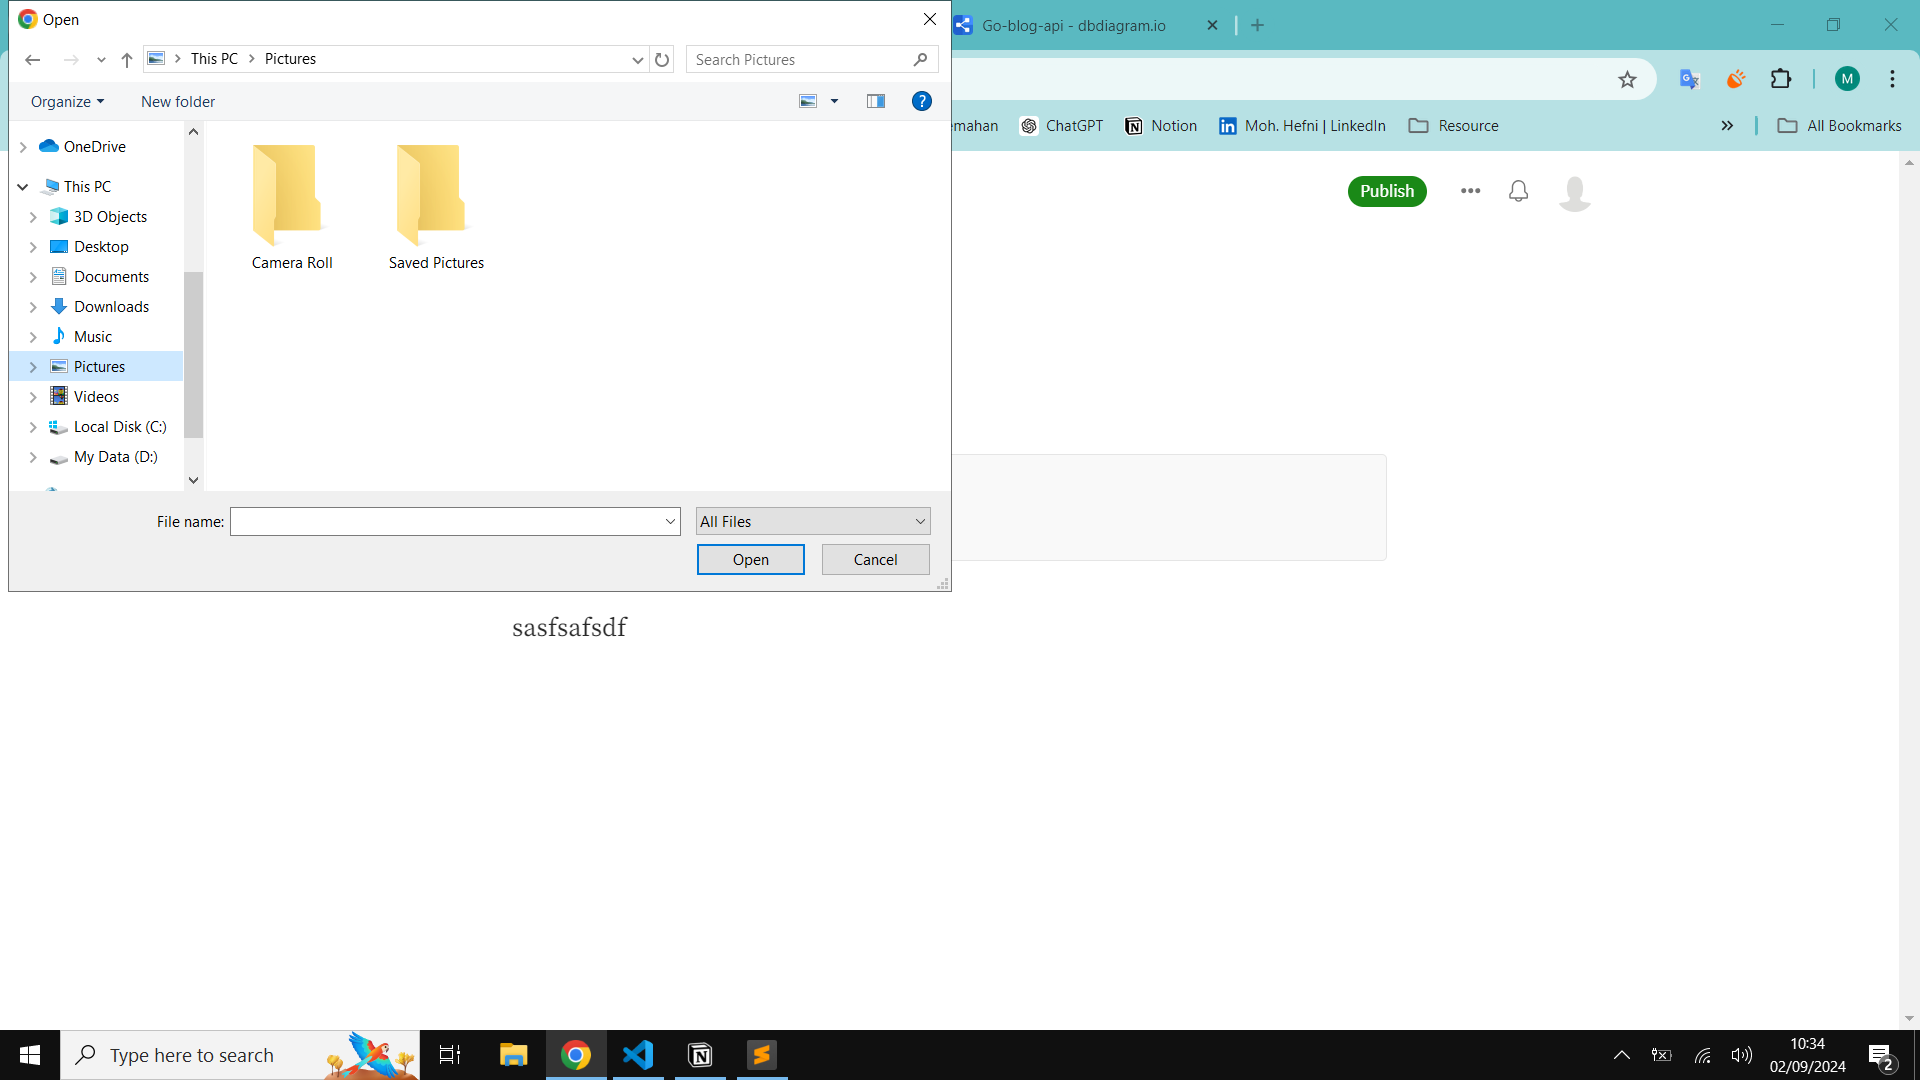 Open
Go-blog-api - dbdiagram.io
This PC
Pictures
Search Pictures
Organize
New folder
emahan
ChatGPT
Notion
Moh. Hefni | LinkedIn
Resource
All Bookmarks
M
Publish
OneDrive
This PC
3D Objects
Desktop
Documents
Downloads
Music
Pictures
Videos
Local Disk (C:)
My Data (D:)
Camera Roll
Saved Pictures
File name:
All Files
Open
Cancel
sasfsafsdf
Type here to search
10:34
02/09/2024
2